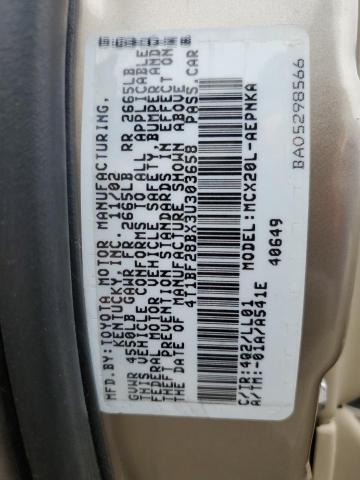 MFD.BY:TOYOTA MOTOR MANUFACTURING,
KENTUCKY, INC. 11/02
GVWR 4550LB GAWR FR. 2665LB RR 2665LB
THIS VEHICLE CONFORMS TO ALL APPLICABLE
FEDERAL MOTOR VEHICLE SAFETY, BUMPER AND
THEFT PREVENTION STANDARDS IN EFFECT ON
THE DATE OF MANUFACTURE SHOWN ABOVE
4T1BF28BX3U303658 PASS. CAR
C/TR:402/LL01 MODEL:MCX20L-AEPNKA
A/TM:-01A/A541E 40649
BA05298566